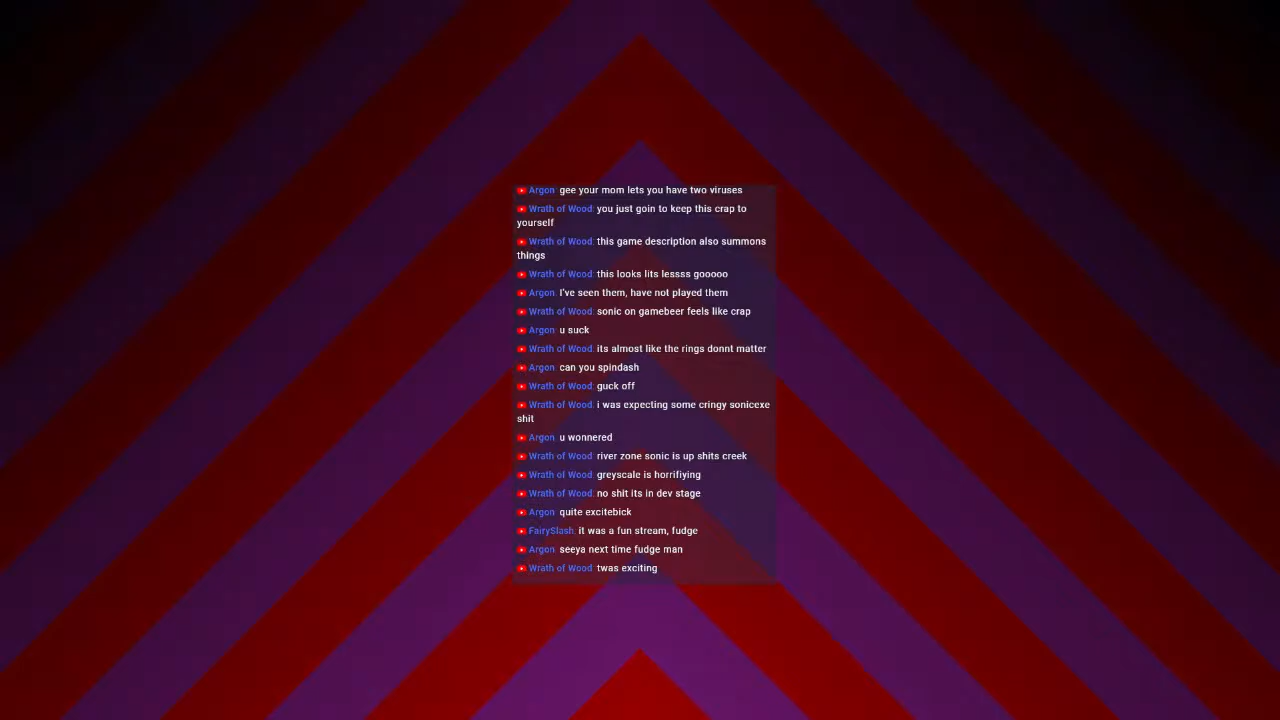 Argon: gee your mom lets you have two viruses
Wrath of Wood: you just goin to keep this crap to
yourself
Wrath of Wood: this game description also summons
things
Wrath of Wood: this looks lits lessss gooooo
Argon: I've seen them, have not played them
Wrath of Wood: sonic on gamebeer feels like crap
Argon: u suck
Wrath of Wood: its almost like the rings donnt matter
Argon: can you spindash
Wrath of Wood: guck off
Wrath of Wood: i was expecting some cringy sonicexe
shit
Argon: u wonnered
Wrath of Wood: river zone sonic is up shits creek
Wrath of Wood: greyscale is horrifiying
Wrath of Wood: no shit its in dev stage
Argon: quite excitebick
FairySlash: it was a fun stream, fudge
Argon: seeya next time fudge man
Wrath of Wood: twas exciting